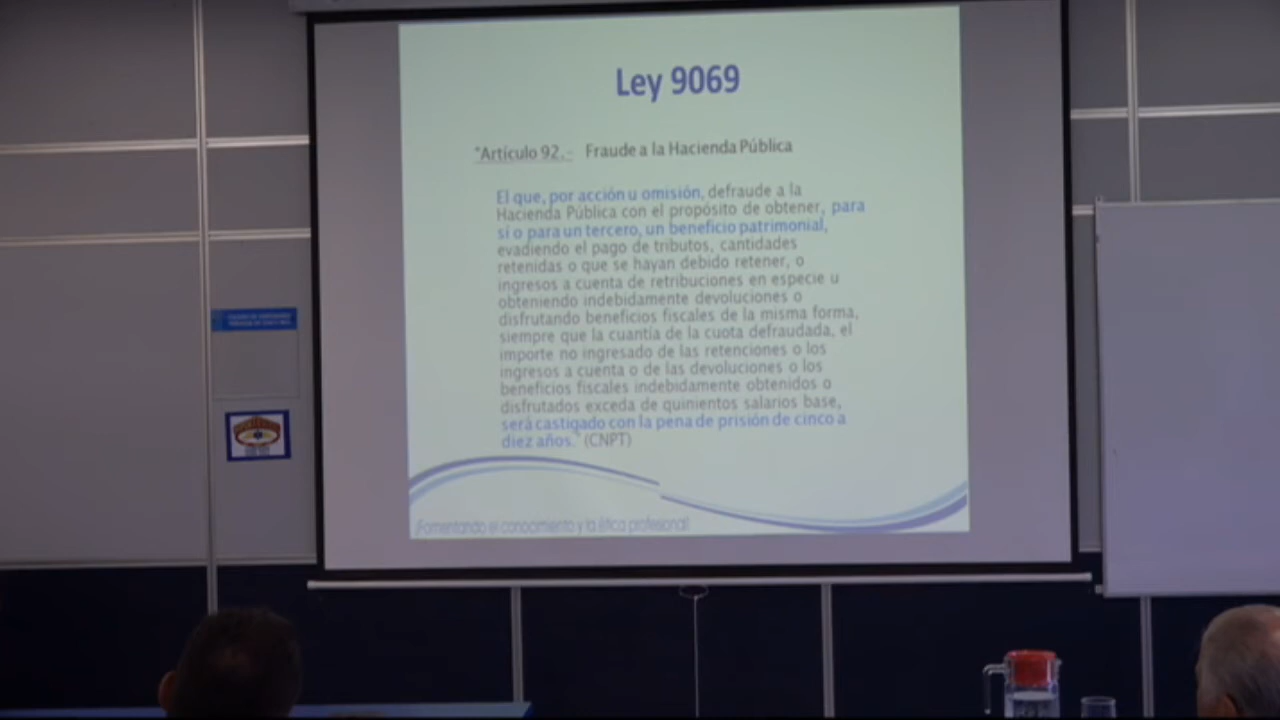 Ley 9069
"Artículo 92.- Fraude a la Hacienda Pública
El que, por acción u omisión, defraude a la
Hacienda Pública con el propósito de obtener, para
sí o para un tercero, un beneficio patrimonial,
evadiendo el pago de tributos, cantidades
retenidas o que se hayan debido retener, o
ingresos a cuenta de retribuciones en especie u
obteniendo indebidamente devoluciones o
disfrutando beneficios fiscales de la misma forma,
siempre que la cuantía de la cuota defraudada, el
importe no ingresado de las retenciones o los
ingresos a cuenta o de las devoluciones o los
beneficios fiscales indebidamente obtenidos o
disfrutados exceda de quinientos salarios base,
será castigado con la pena de prisión de cinco a
diez años." (CNPT)
¡Fomentando el conocimiento y la ética profesional!